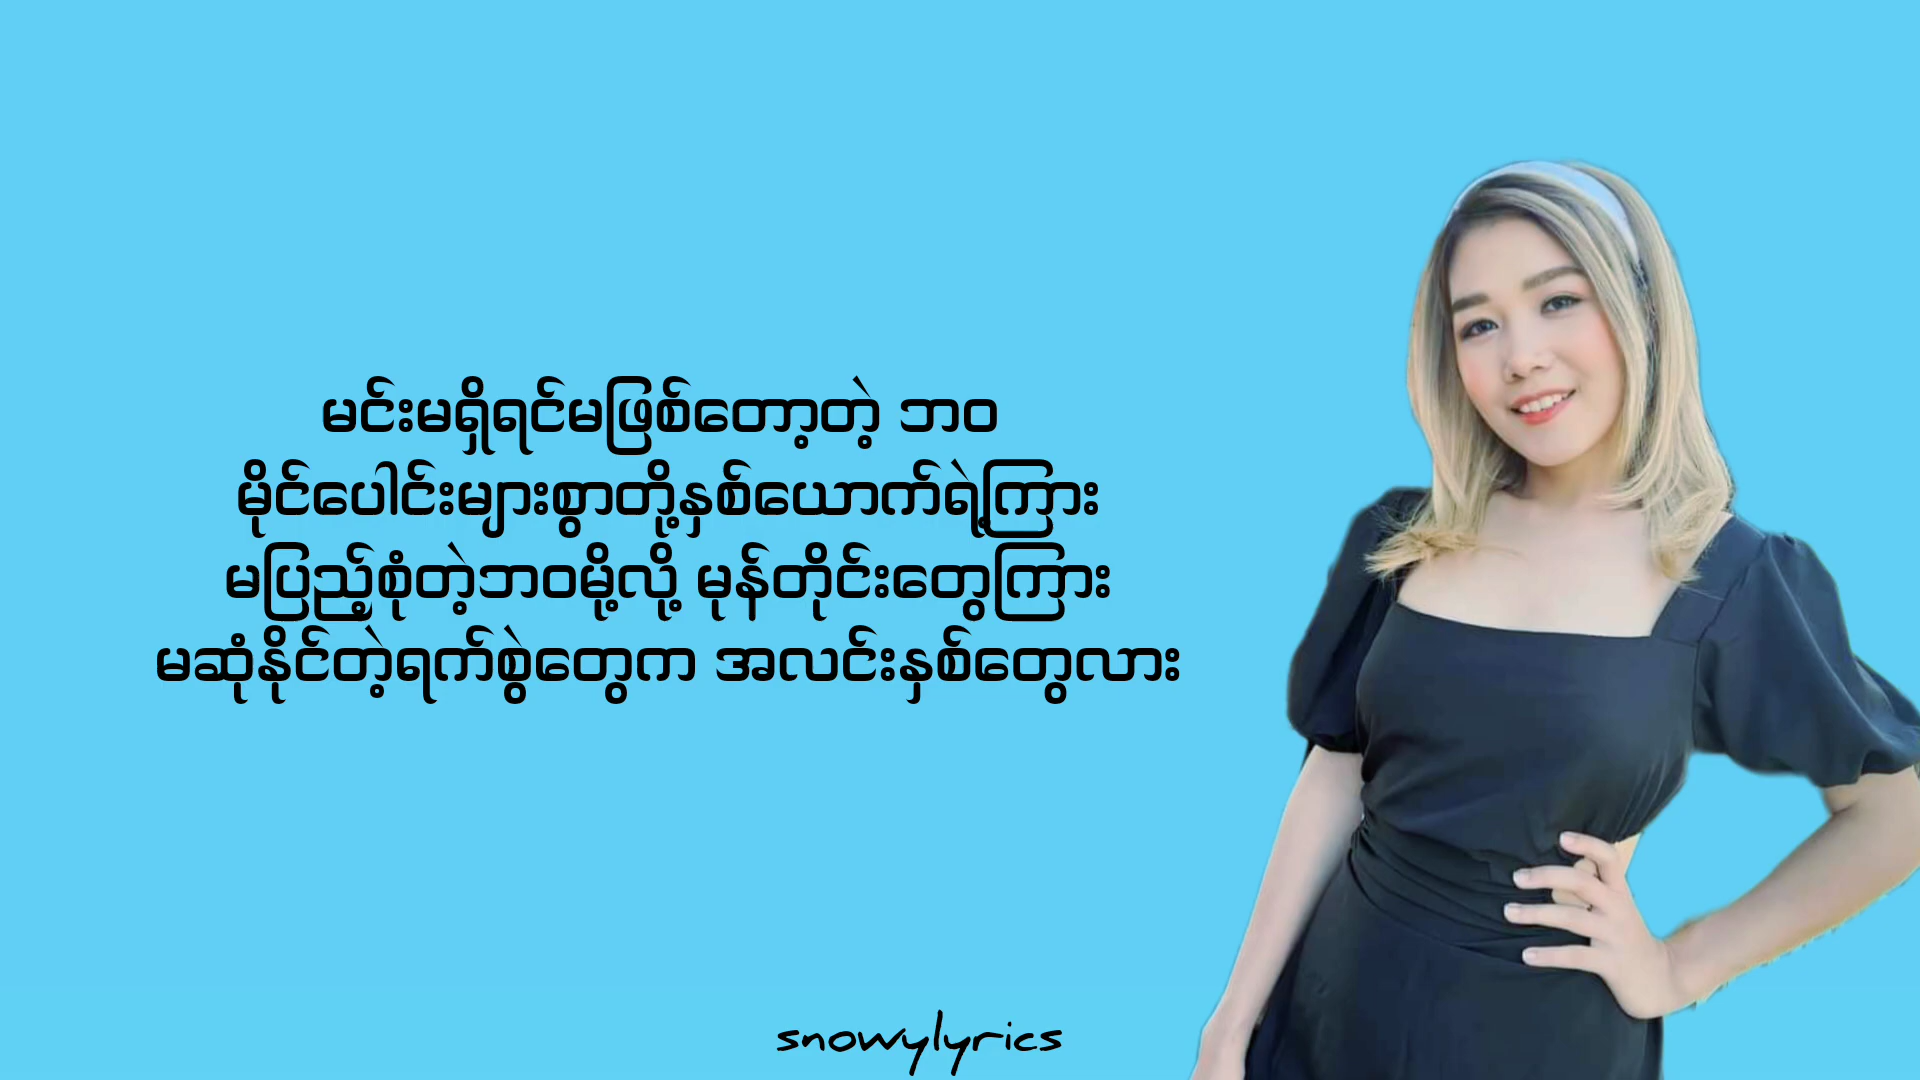 မင်းမရှိရင်မဖြစ်တော့တဲ့ ဘဝ
မိုင်ပေါင်းများစွာတို့နှစ်ယောက်ရဲ့ကြား
မပြည့်စုံတဲ့ဘဝမို့လို့ မုန်တိုင်းတွေကြား
မဆုံနိုင်တဲ့ရက်စွဲတွေက အလင်းနှစ်တွေလား
snowylyrics